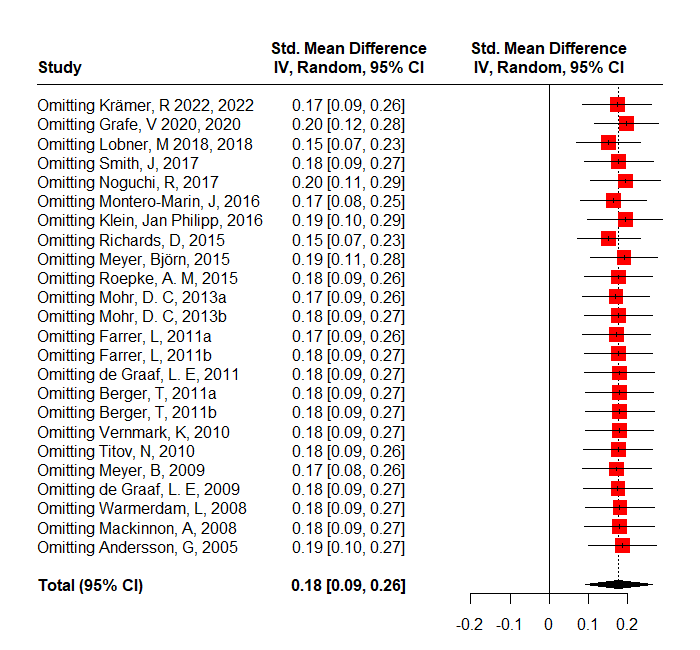 Std. Mean Difference Std. Mean Difference
Study IV, Random, 95% CI IV, Random, 95% CI
Omitting Krämer, R 2022, 2022 0.17 [0.09, 0.26]
Omitting Grafe, V 2020, 2020 0.20 [0.12, 0.28]
Omitting Lobner, M 2018, 2018 0.15 [0.07, 0.23]
Omitting Smith, J, 2017 0.18 [0.09, 0.27]
Omitting Noguchi, R, 2017 0.20 [0.11, 0.29]
Omitting Montero-Marin, J, 2016 0.17 [0.08, 0.25]
Omitting Klein, Jan Philipp, 2016 0.19 [0.10, 0.29]
Omitting Richards, D, 2015 0.15 [0.07, 0.23]
Omitting Meyer, Björn, 2015 0.19 [0.11, 0.28]
Omitting Roepke, A. M, 2015 0.18 [0.09, 0.26]
Omitting Mohr, D. C, 2013a 0.17 [0.09, 0.26]
Omitting Mohr, D. C, 2013b 0.18 [0.09, 0.27]
Omitting Farrer, L, 2011a 0.17 [0.09, 0.26]
Omitting Farrer, L, 2011b 0.18 [0.09, 0.26]
Omitting de Graaf, L. E, 2011 0.18 [0.09, 0.27]
Omitting Berger, T, 2011a 0.18 [0.09, 0.27]
Omitting Berger, T, 2011b 0.18 [0.09, 0.27]
Omitting Vernmark, K, 2010 0.18 [0.09, 0.27]
Omitting Titov, N, 2010 0.18 [0.09, 0.26]
Omitting Meyer, B, 2009 0.17 [0.08, 0.26]
Omitting de Graaf, L. E, 2009 0.18 [0.09, 0.27]
Omitting Warmerdam, L, 2008 0.18 [0.09, 0.27]
Omitting Mackinnon, A, 2008 0.18 [0.09, 0.27]
Omitting Andersson, G, 2005 0.19 [0.10, 0.27]
Total (95% CI) 0.18 [0.09, 0.26]
-0.2 -0.1 0 0.1 0.2